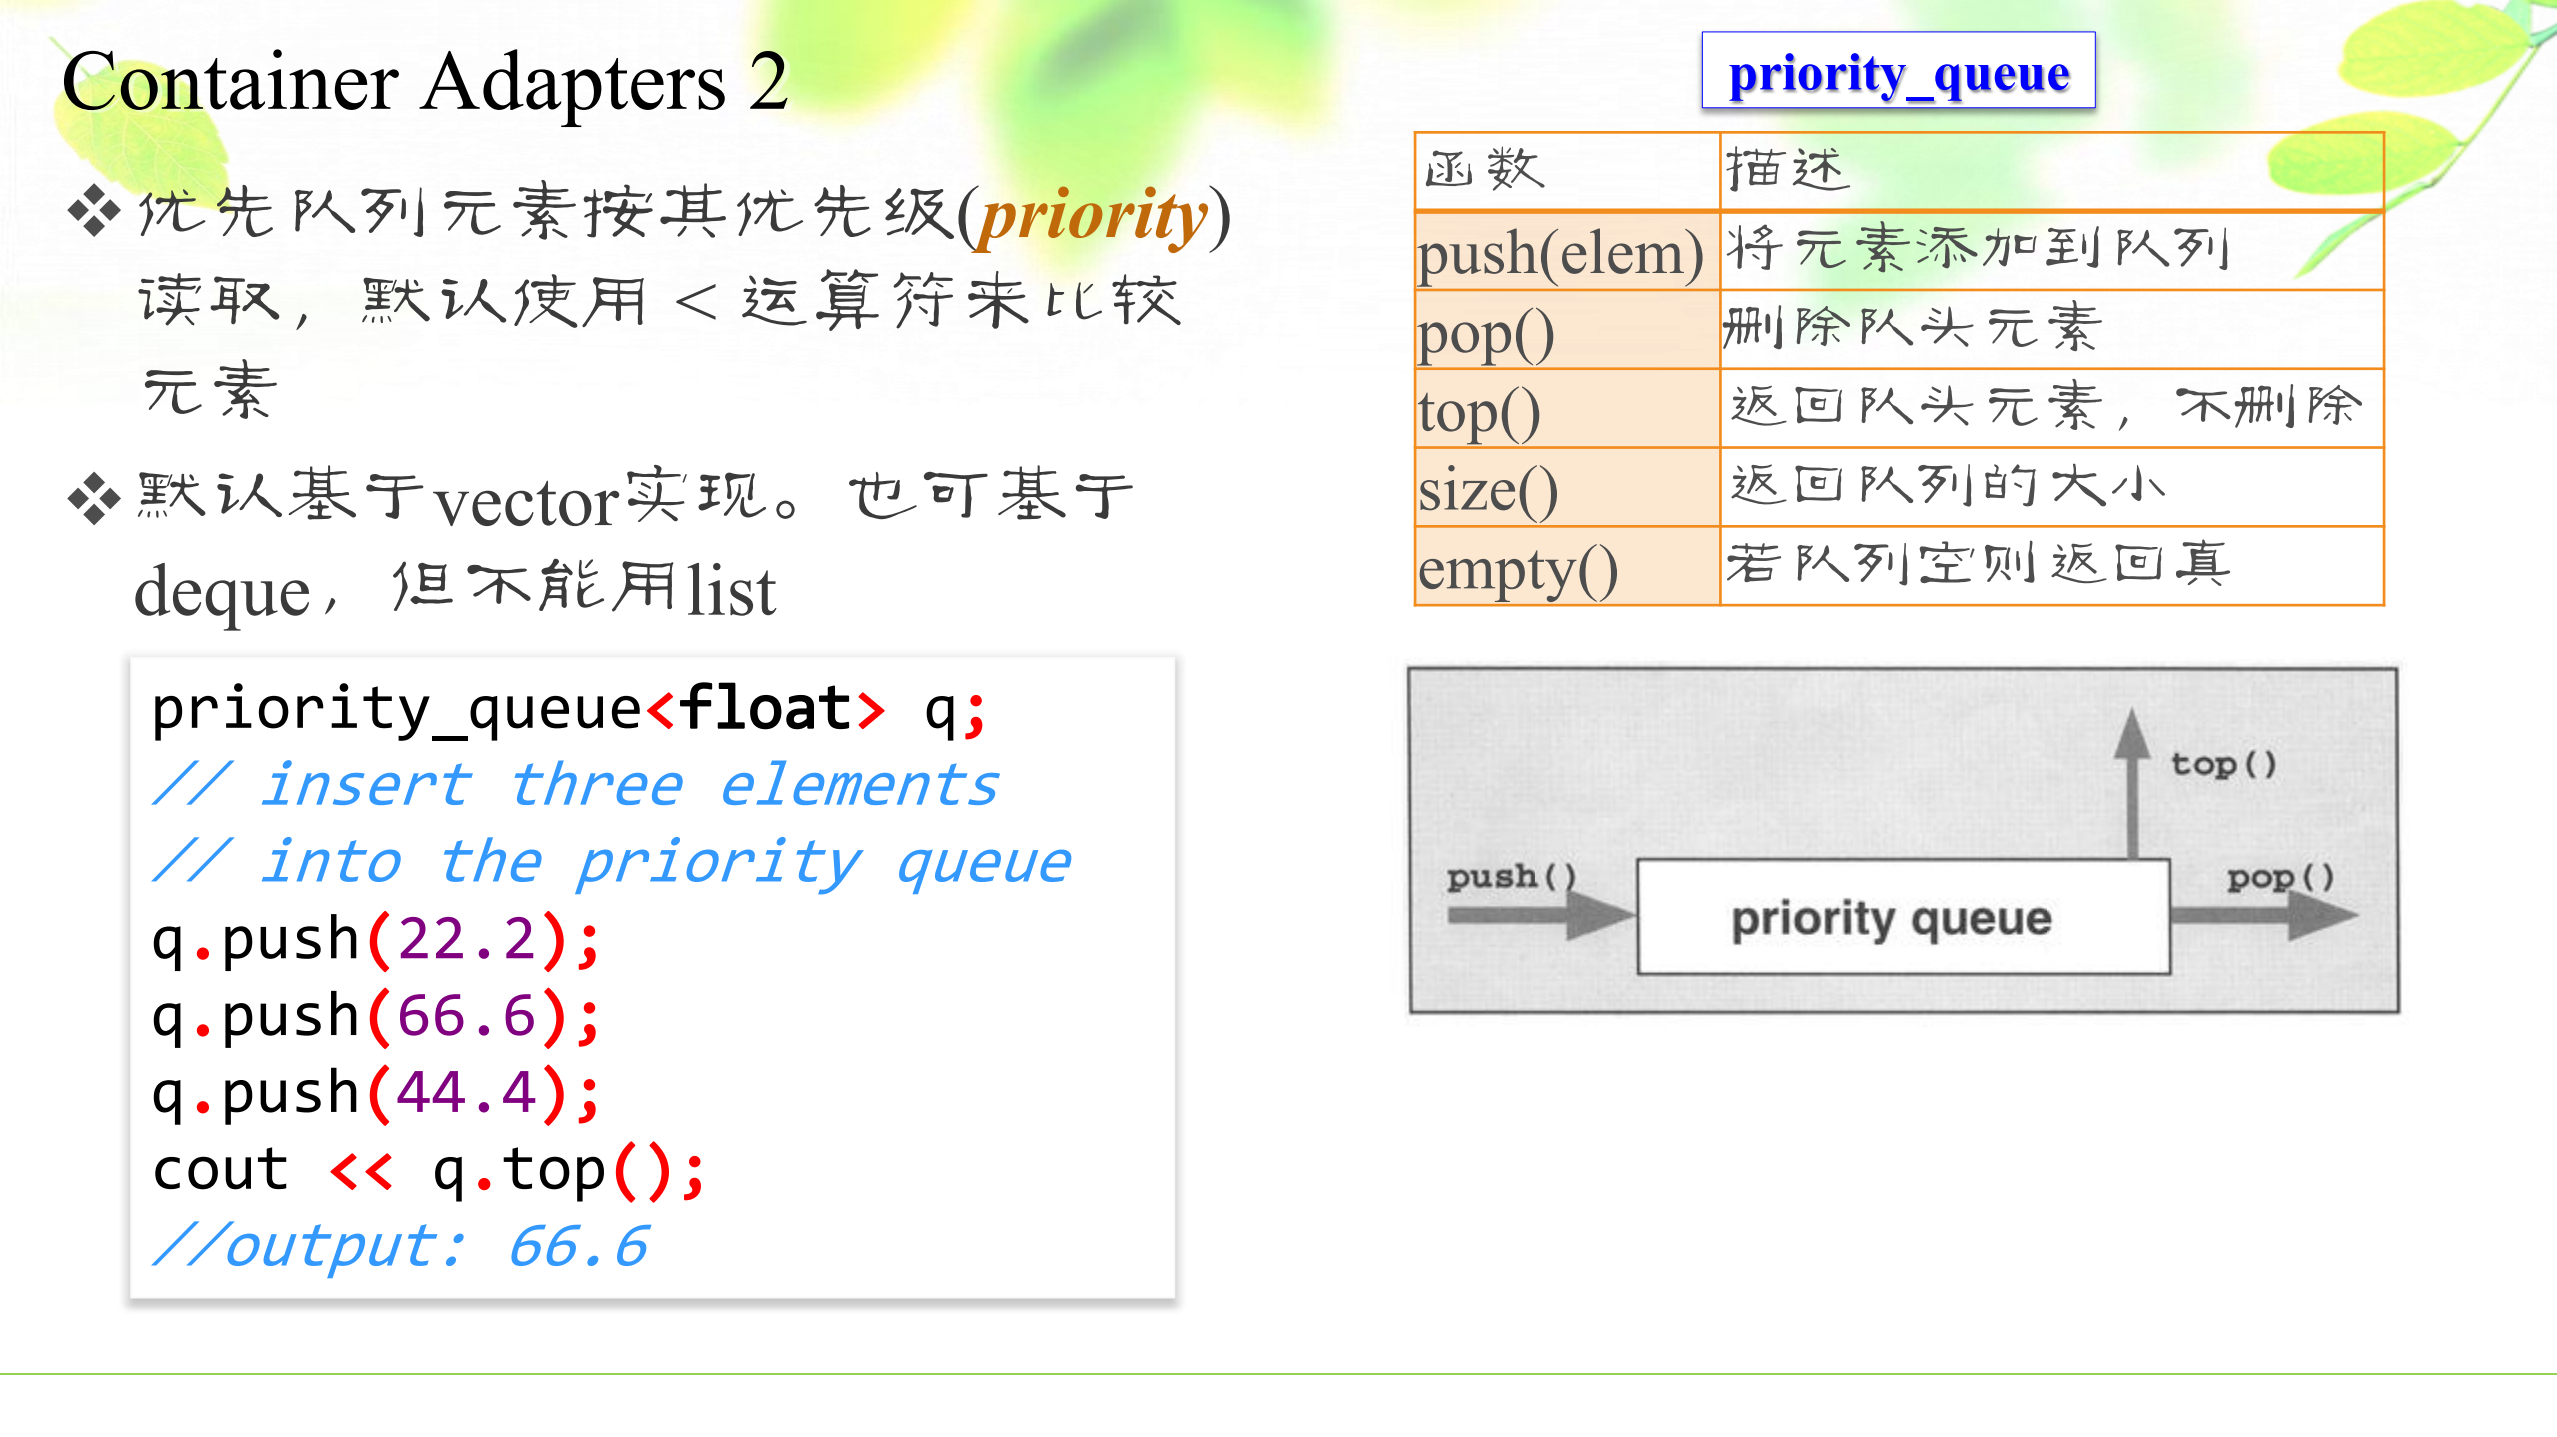 Container Adapters 2
优先队列元素按其优先级(priority)
读取，默认使用 < 运算符来比较
元素
默认基于vector实现。也可基于
deque，但不能用list
priority_queue<float> q;
// insert three elements
// into the priority queue
q.push(22.2);
q.push(66.6);
q.push(44.4);
cout << q.top();
//output: 66.6
priority_queue
函数 描述
push(elem) 将元素添加到队列
pop() 删除队头元素
top() 返回队头元素，不删除
size() 返回队列的大小
empty() 若队列空则返回真
top()
push()
pop()
priority queue